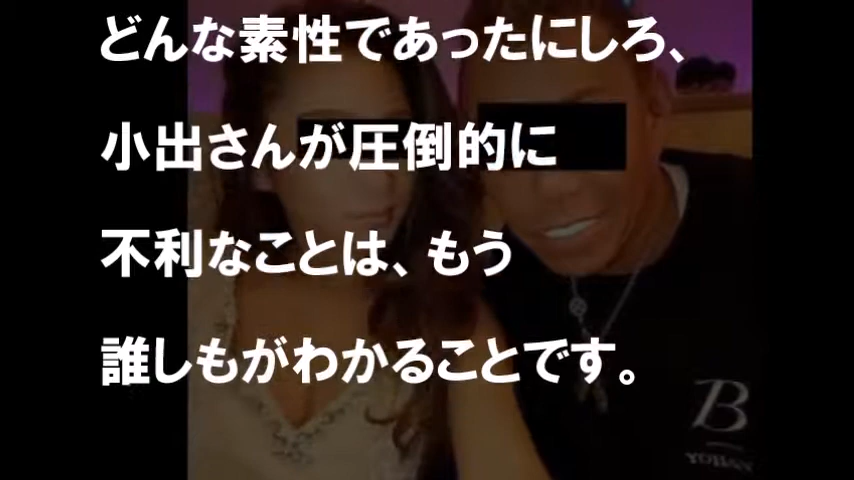 どんな素性であったにしろ、
小出さんが圧倒的に
不利なことは、もう
誰しもがわかることです。
B